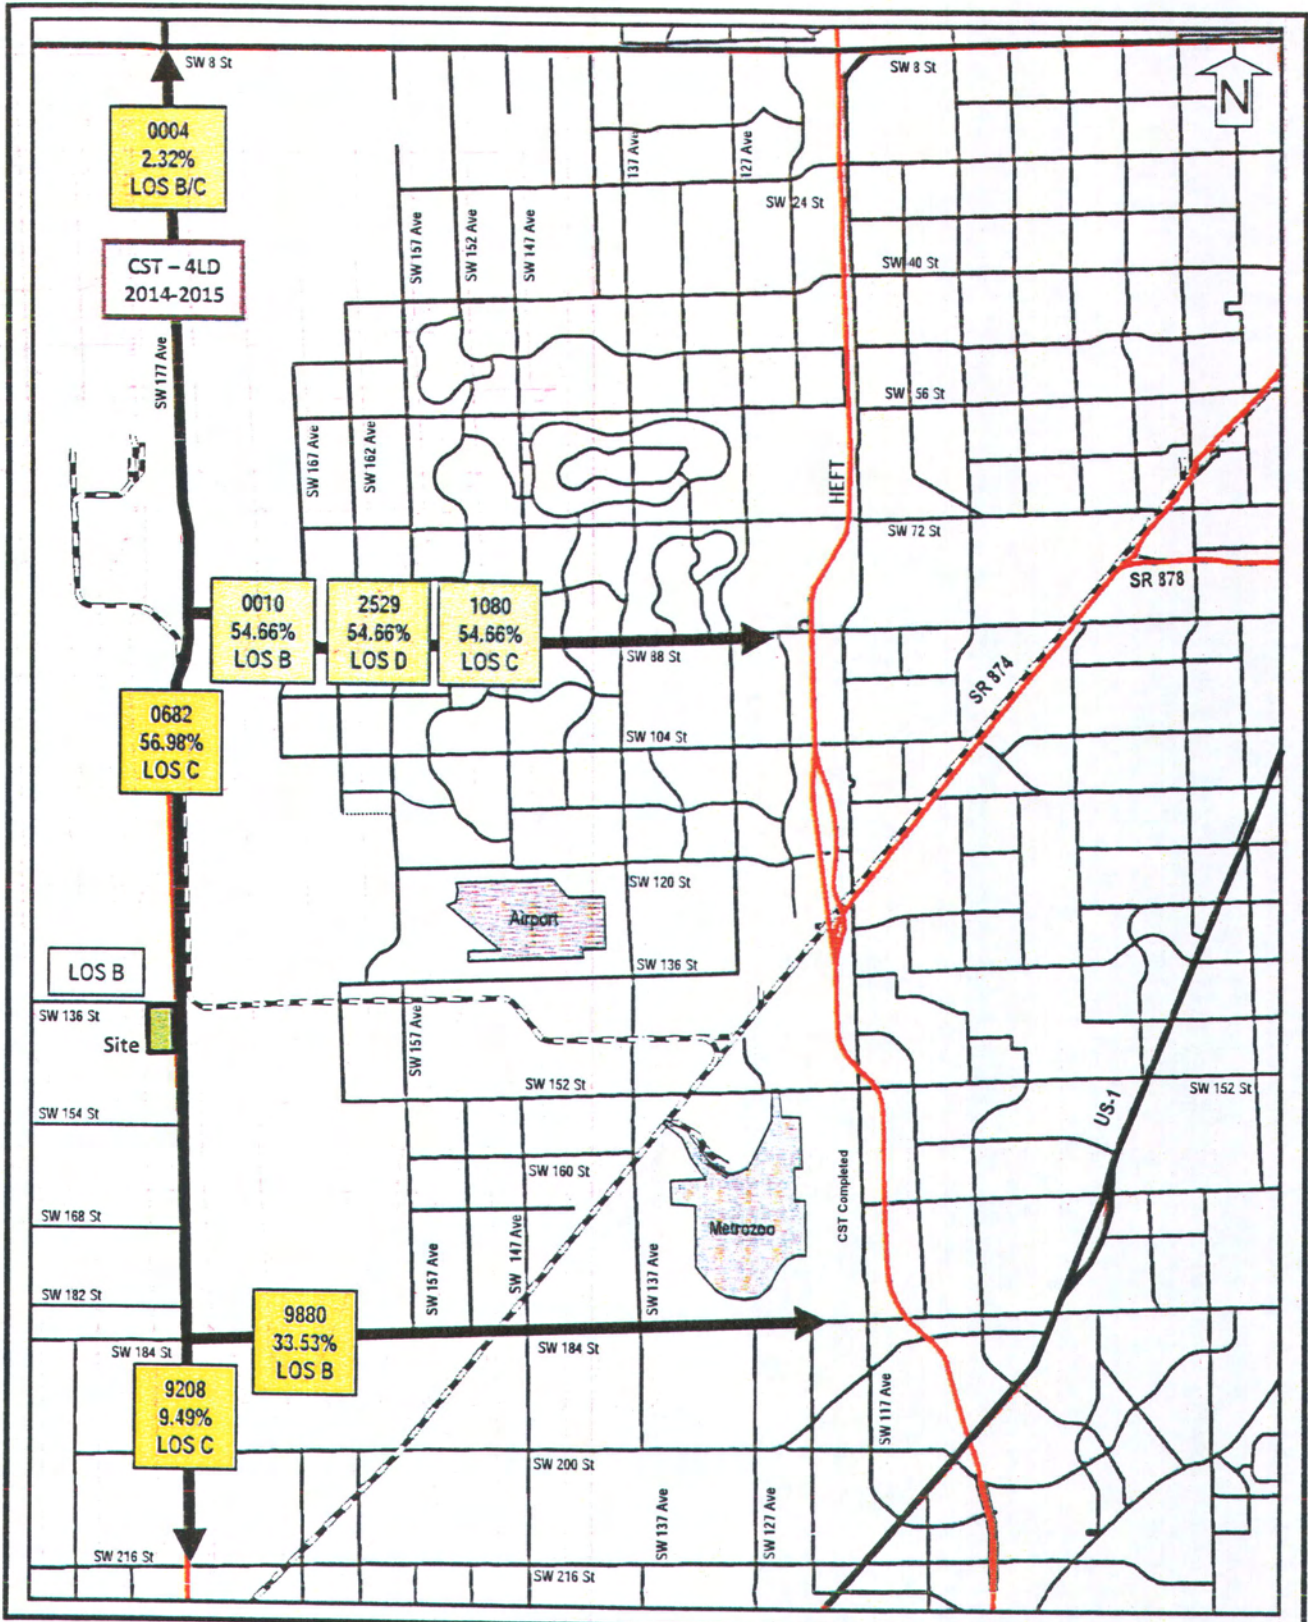 SW 8 St
SW 8 St
N
0004
2.32%
LOS B/C
137 Ave
127 Ave
SW 24 St
CST – 4LD
2014-2015
SW 157 Ave
SW 152 Ave
SW 147 Ave
SW 40 St
SW 177 Ave
SW 56 St
SW 167 Ave
SW 162 Ave
HEFT
SW 72 St
SR 878
0010
54.66%
LOS B
2529
54.66%
LOS D
1080
54.66%
LOS C
SW 88 St
SR 874
0682
56.98%
LOS C
SW 104 St
SW 120 St
Airport
LOS B
SW 136 St
SW 136 St
Site
SW 157 Ave
SW 152 St
SW 152 St
US-1
SW 154 St
SW 160 St
CST Completed
SW 168 St
SW 157 Ave
SW 147 Ave
SW 137 Ave
Metrozoo
SW 182 St
9880
33.53%
LOS B
SW 184 St
SW 184 St
9208
9.49%
LOS C
SW 117 Ave
SW 200 St
SW 137 Ave
SW 127 Ave
SW 216 St
SW 216 St